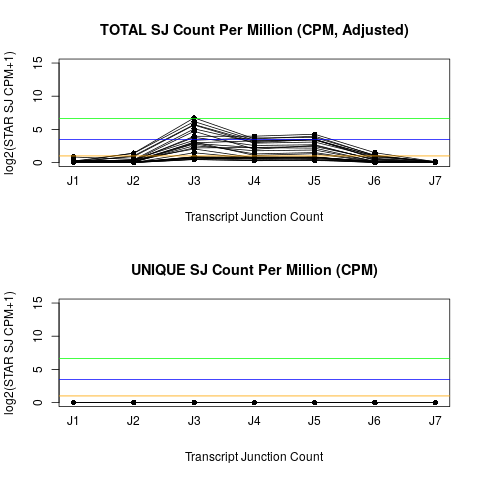 TOTAL SJ Count Per Million (CPM, Adjusted)
log2(STAR SJ CPM+1)
15
10
5
0
J1 J2 J3 J4 J5 J6 J7
Transcript Junction Count
UNIQUE SJ Count Per Million (CPM)
log2(STAR SJ CPM+1)
15
10
5
0
J1 J2 J3 J4 J5 J6 J7
Transcript Junction Count